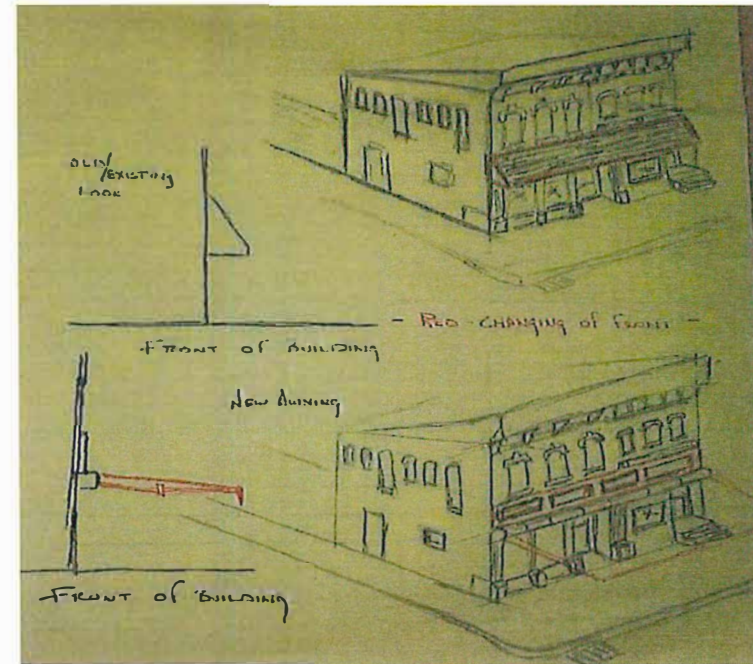 OLD/EXISTING
LOOK
FRONT OF BUILDING
- RED - CHANGING OF FRONT -
NEW AWNING
FRONT OF BUILDING